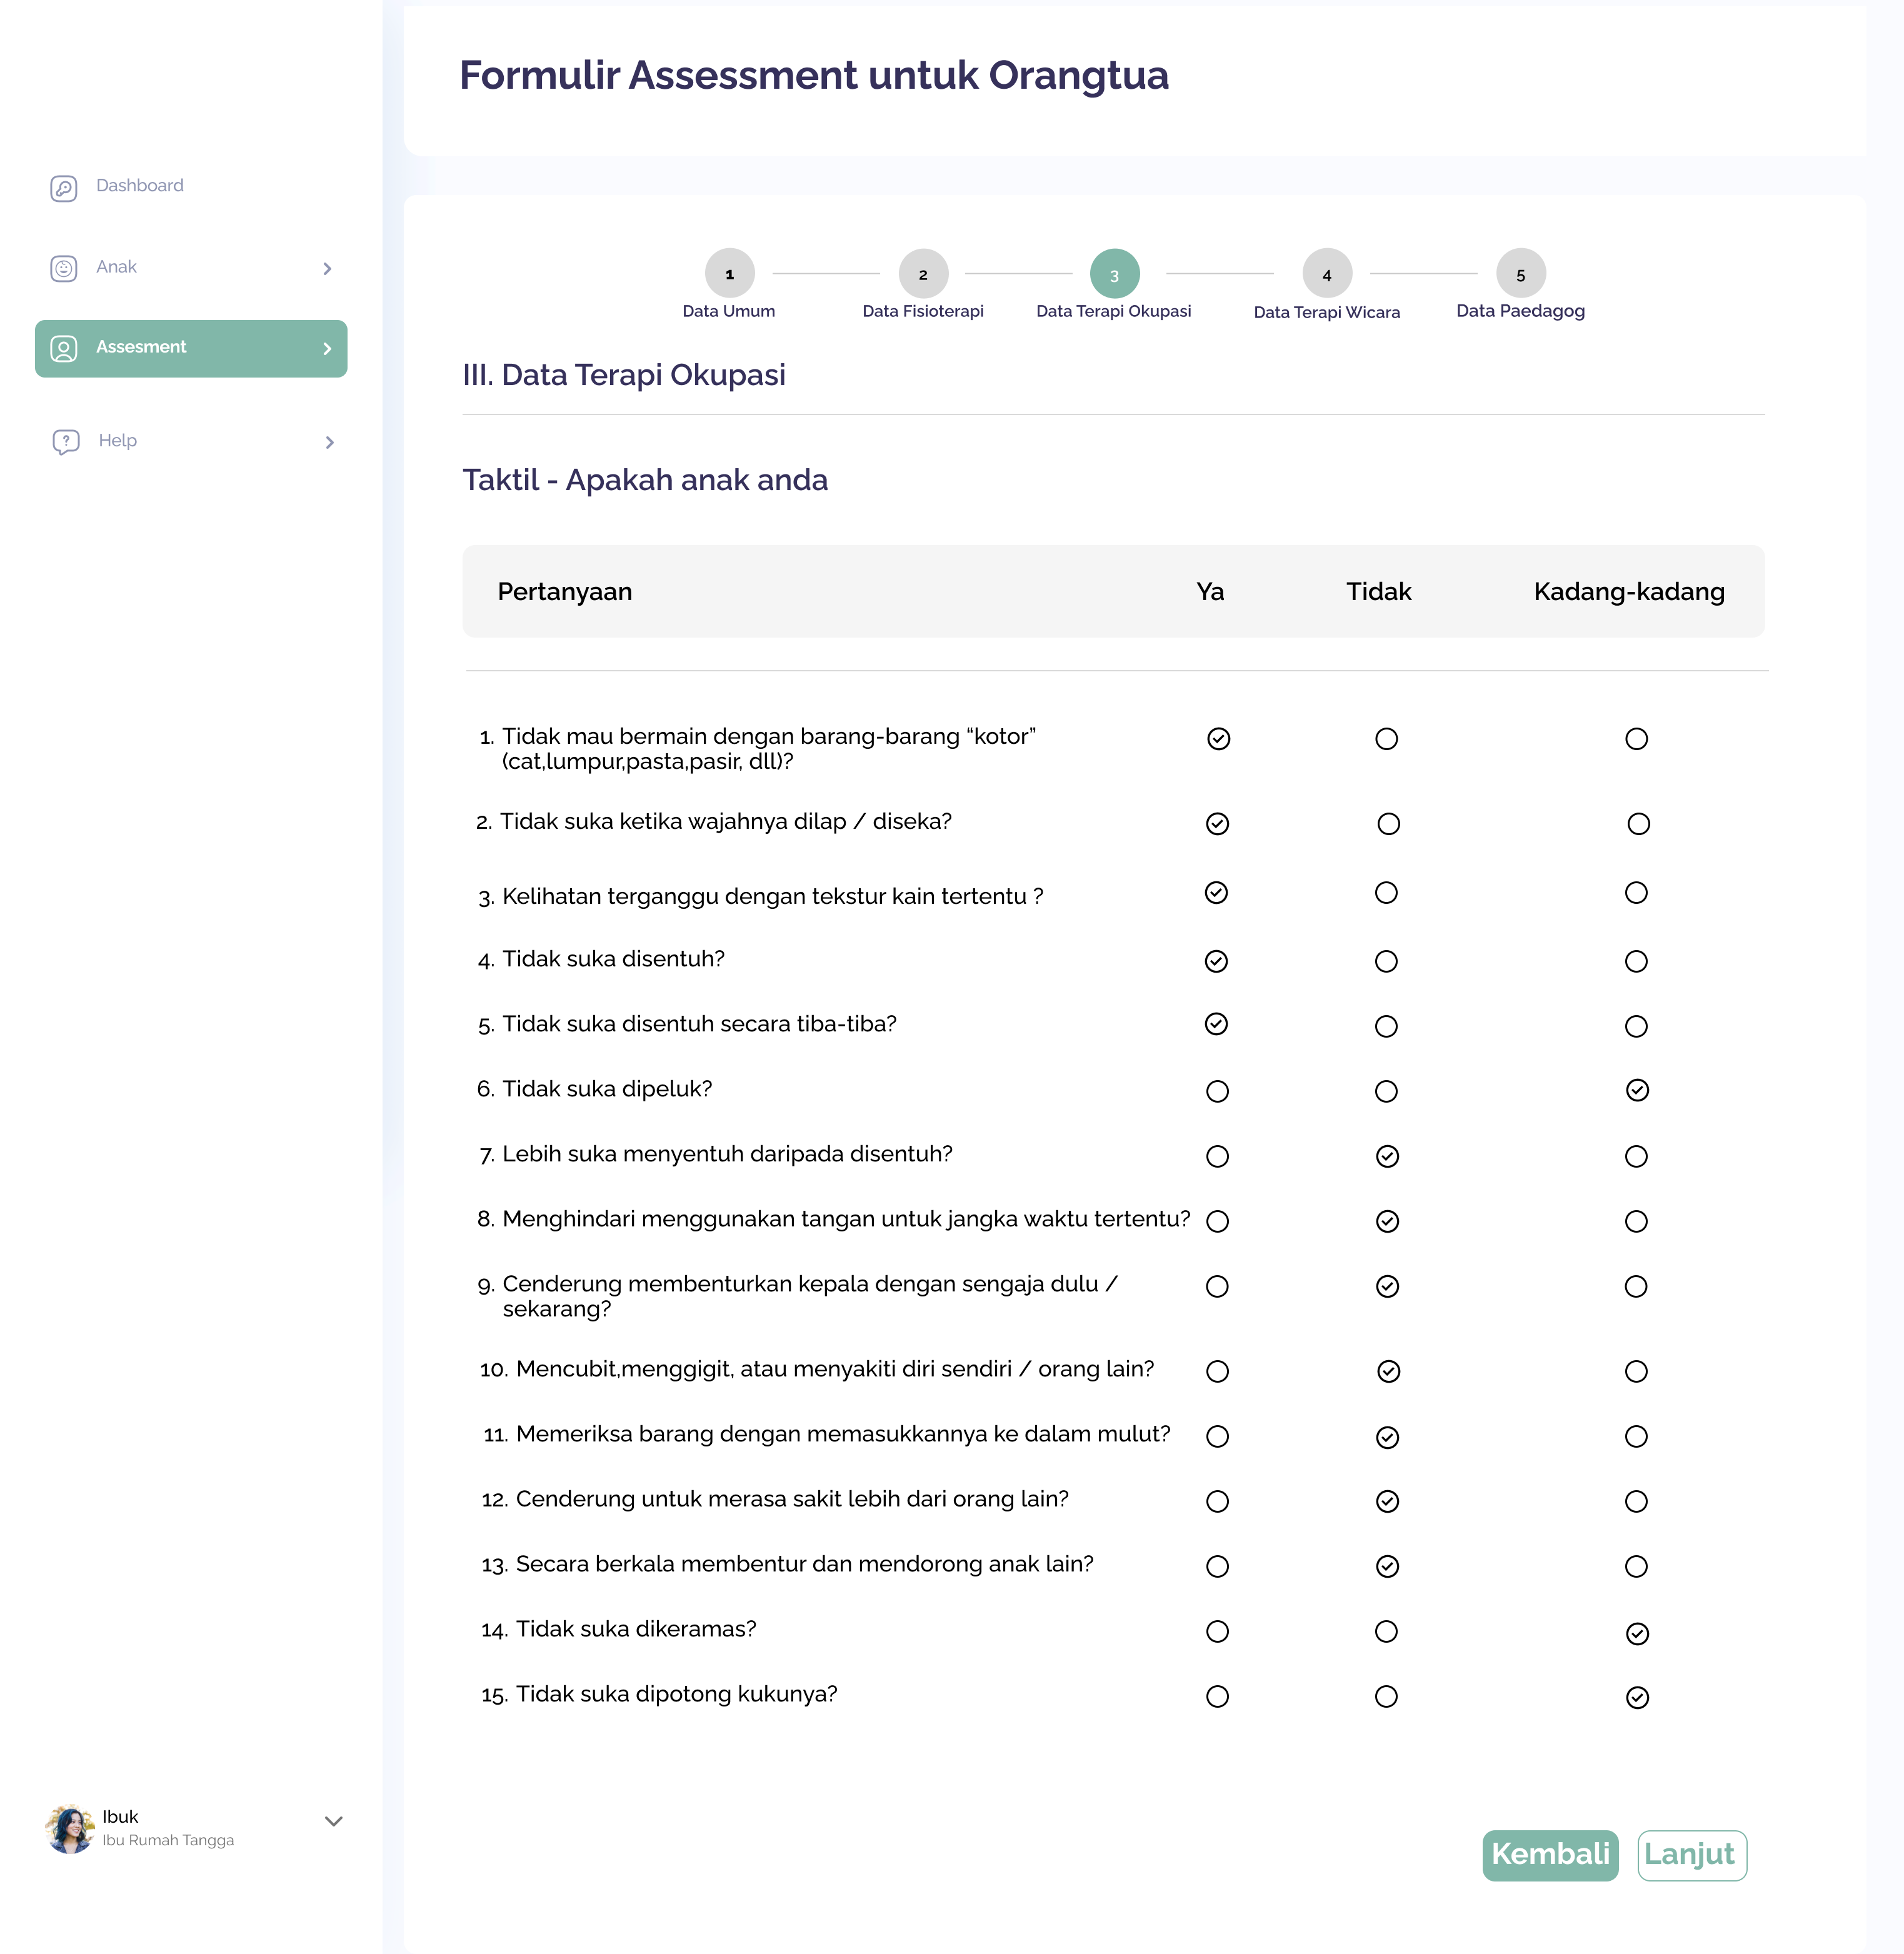 Formulir Assessment untuk Orangtua
Dashboard
Anak
Assesment
Help
1
2
3
4
5
Data Umum
Data Fisioterapi
Data Terapi Okupasi
Data Terapi Wicara
Data Paedagog
III. Data Terapi Okupasi
Taktil - Apakah anak anda
Pertanyaan Ya Tidak Kadang-kadang
1. Tidak mau bermain dengan barang-barang “kotor”
(cat,lumpur,pasta,pasir, dll)?
2. Tidak suka ketika wajahnya dilap / diseka?
3. Kelihatan terganggu dengan tekstur kain tertentu ?
4. Tidak suka disentuh?
5. Tidak suka disentuh secara tiba-tiba?
6. Tidak suka dipeluk?
7. Lebih suka menyentuh daripada disentuh?
8. Menghindari menggunakan tangan untuk jangka waktu tertentu?
9. Cenderung membenturkan kepala dengan sengaja dulu /
sekarang?
10. Mencubit,menggigit, atau menyakiti diri sendiri / orang lain?
11. Memeriksa barang dengan memasukkannya ke dalam mulut?
12. Cenderung untuk merasa sakit lebih dari orang lain?
13. Secara berkala membentur dan mendorong anak lain?
14. Tidak suka dikeramas?
15. Tidak suka dipotong kukunya?
Ibuk
Ibu Rumah Tangga
Kembali
Lanjut